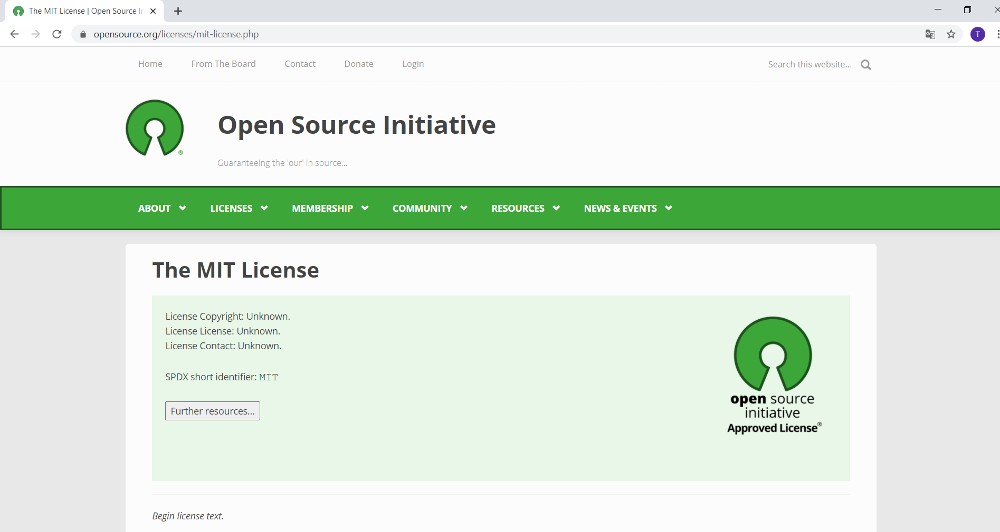 The MIT License | Open Source In
opensource.org/licenses/mit-license.php
T
Home From The Board Contact Donate Login Search this website...
Open Source Initiative
®
Guaranteeing the 'our' in source...
ABOUT LICENSES MEMBERSHIP COMMUNITY RESOURCES NEWS & EVENTS
The MIT License
License Copyright: Unknown.
License License: Unknown.
License Contact: Unknown.
SPDX short identifier: MIT
Further resources...
open source
initiative
Approved License®
Begin license text.